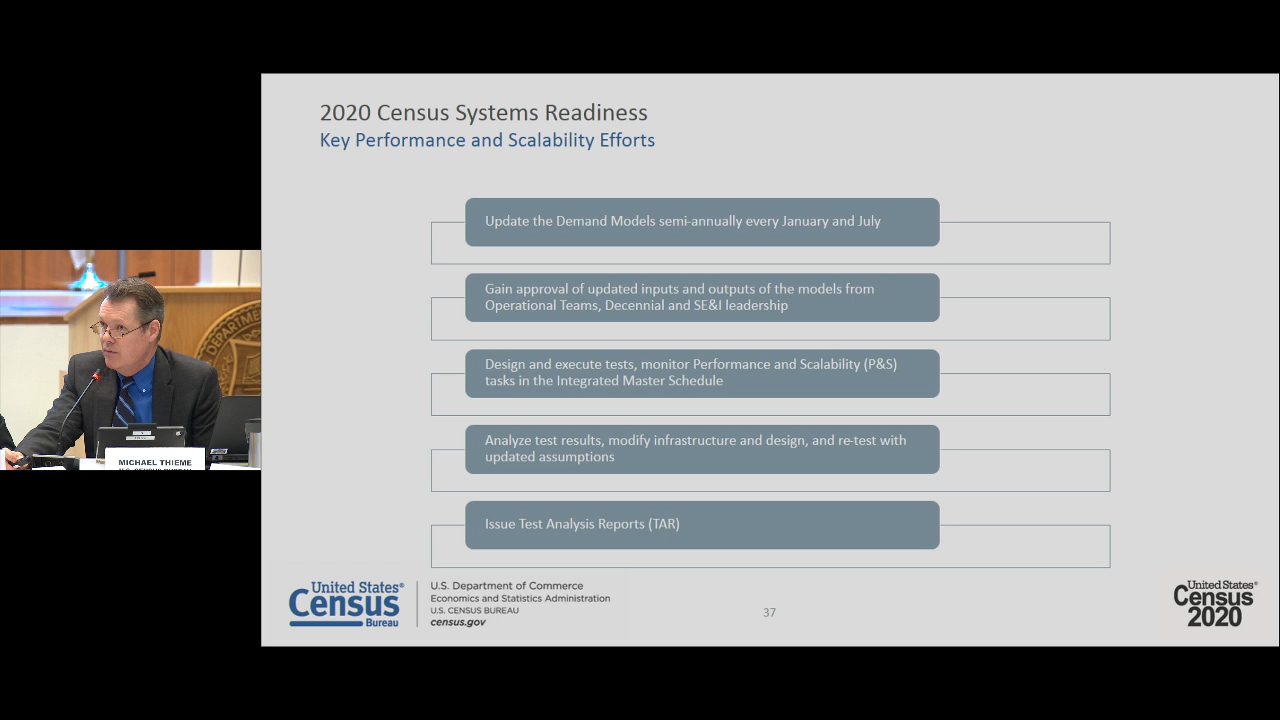 2020 Census Systems Readiness
Key Performance and Scalability Efforts
Update the Demand Models semi-annually every January and July
Gain approval of updated inputs and outputs of the models from
Operational Teams, Decennial and SE&I leadership
Design and execute tests, monitor Performance and Scalability (P&S)
tasks in the Integrated Master Schedule
Analyze test results, modify infrastructure and design, and re-test with
updated assumptions
Issue Test Analysis Reports (TAR)
MICHAEL THIEME
U.S. CENSUS BUREAU
DEPARTMENT
United States®
Census
Bureau
U.S. Department of Commerce
Economics and Statistics Administration
U.S. CENSUS BUREAU
census.gov
37
United States®
Census
2020